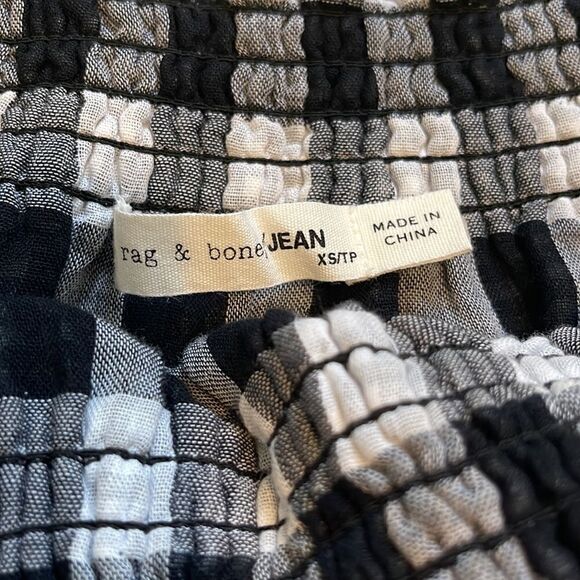 rag & bone/JEAN
XS/TP
MADE IN
CHINA